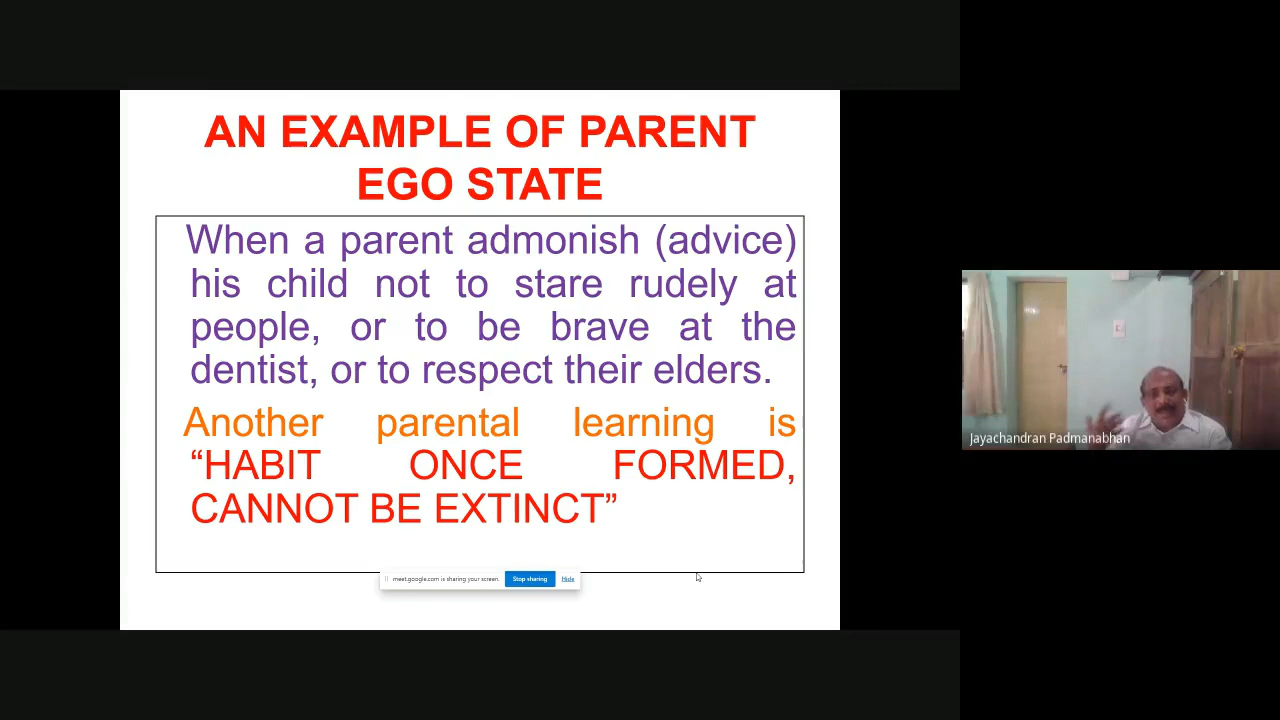 AN EXAMPLE OF PARENT
EGO STATE
When a parent admonish (advice)
his child not to stare rudely at
people, or to be brave at the
dentist, or to respect their elders.
Another parental learning is
“HABIT ONCE FORMED,
CANNOT BE EXTINCT”
meet.google.com is sharing your screen.
Stop sharing
Hide
Jayachandran Padmanabhan